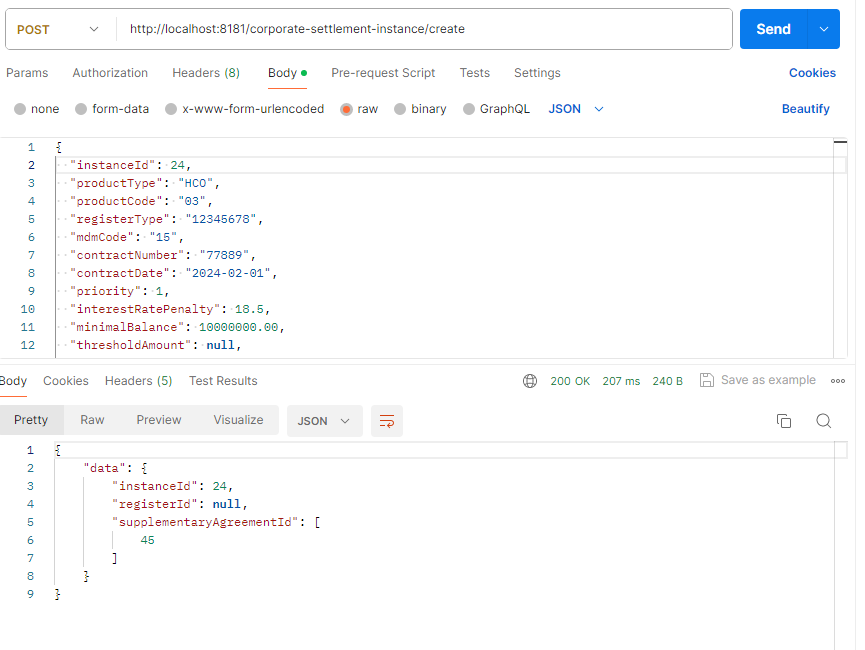 POST http://localhost:8181/corporate-settlement-instance/create Send
Params Authorization Headers (8) Body Pre-request Script Tests Settings Cookies
none form-data x-www-form-urlencoded raw binary GraphQL JSON Beautify
1 {
2 "instanceId": 24,
3 "productType": "HCO",
4 "productCode": "03",
5 "registerType": "12345678",
6 "mdmCode": "15",
7 "contractNumber": "77889",
8 "contractDate": "2024-02-01",
9 "priority": 1,
10 "interestRatePenalty": 18.5,
11 "minimalBalance": 10000000.00,
12 "thresholdAmount": null,
Body Cookies Headers (5) Test Results 200 OK 207 ms 240 B Save as example
Pretty Raw Preview Visualize JSON
1 {
2 "data": {
3 "instanceId": 24,
4 "registerId": null,
5 "supplementaryAgreementId": [
6 45
7 ]
8 }
9 }